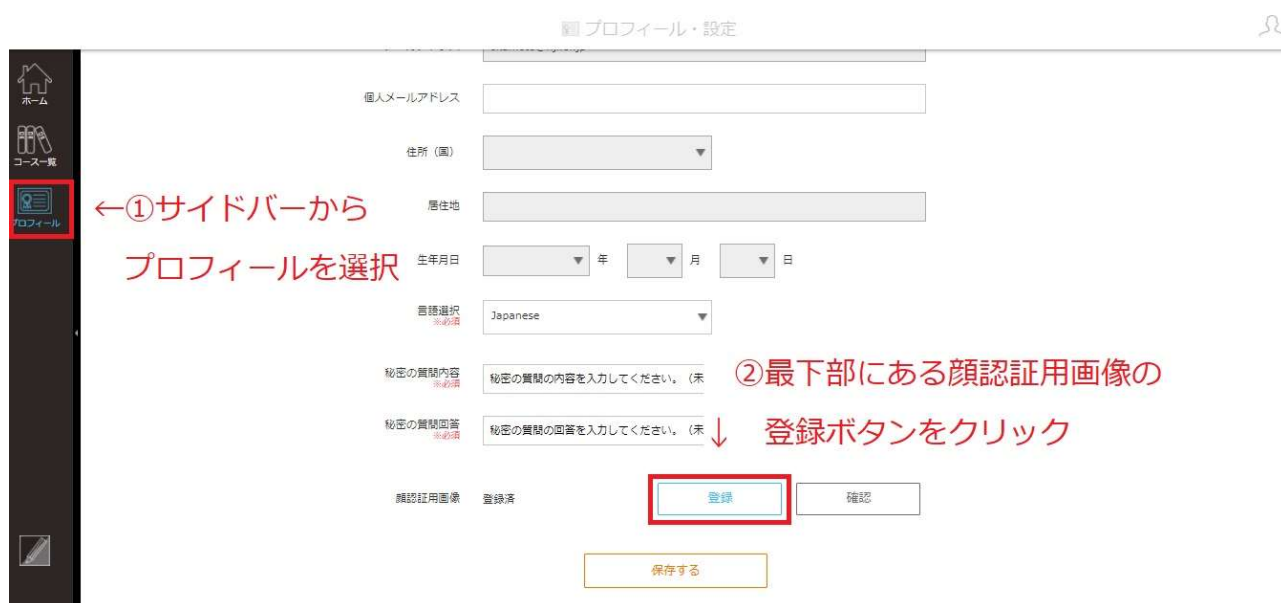 プロフィール・設定
ホーム
個人メールアドレス
住所(国)
コース一覧
プロフィール
←①サイドバーから
居住地
プロフィールを選択
生年月日
年
月
日
言語選択
※必須
Japanese
秘密の質問内容
※必須
秘密の質問の内容を入力してください。(未
②最下部にある顔認証用画像の
秘密の質問回答
※必須
秘密の質問の回答を入力してください。(未
↓ 登録ボタンをクリック
顔認証用画像
登録済
登録
確認
保存する